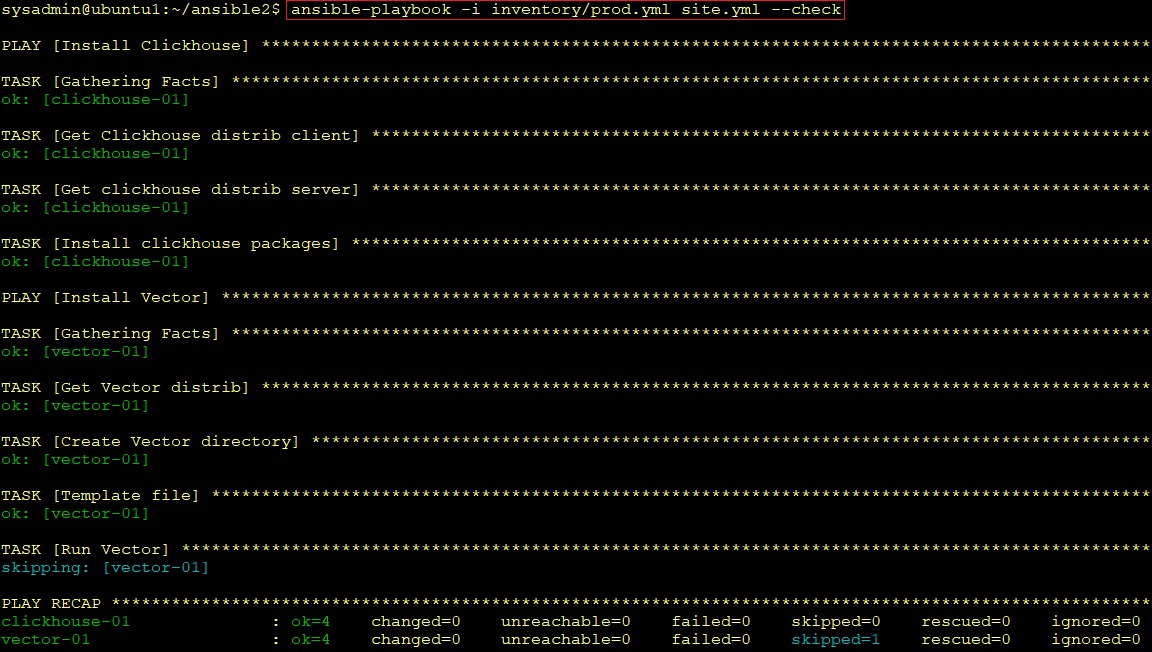 sysadmin@ubuntu1:~/ansible2$ ansible-playbook -i inventory/prod.yml site.yml --check
PLAY [Install Clickhouse] *****************************************************************************************
TASK [Gathering Facts] ********************************************************************************************
ok: [clickhouse-01]
TASK [Get Clickhouse distrib client] ******************************************************************************
ok: [clickhouse-01]
TASK [Get clickhouse distrib server] ******************************************************************************
ok: [clickhouse-01]
TASK [Install clickhouse packages] ********************************************************************************
ok: [clickhouse-01]
PLAY [Install Vector] *********************************************************************************************
TASK [Gathering Facts] ********************************************************************************************
ok: [vector-01]
TASK [Get Vector distrib] *****************************************************************************************
ok: [vector-01]
TASK [Create Vector directory] ************************************************************************************
ok: [vector-01]
TASK [Template file] **********************************************************************************************
ok: [vector-01]
TASK [Run Vector] *************************************************************************************************
skipping: [vector-01]
PLAY RECAP ********************************************************************************************************
clickhouse-01              : ok=4    changed=0    unreachable=0    failed=0    skipped=0    rescued=0    ignored=0
vector-01                  : ok=4    changed=0    unreachable=0    failed=0    skipped=1    rescued=0    ignored=0